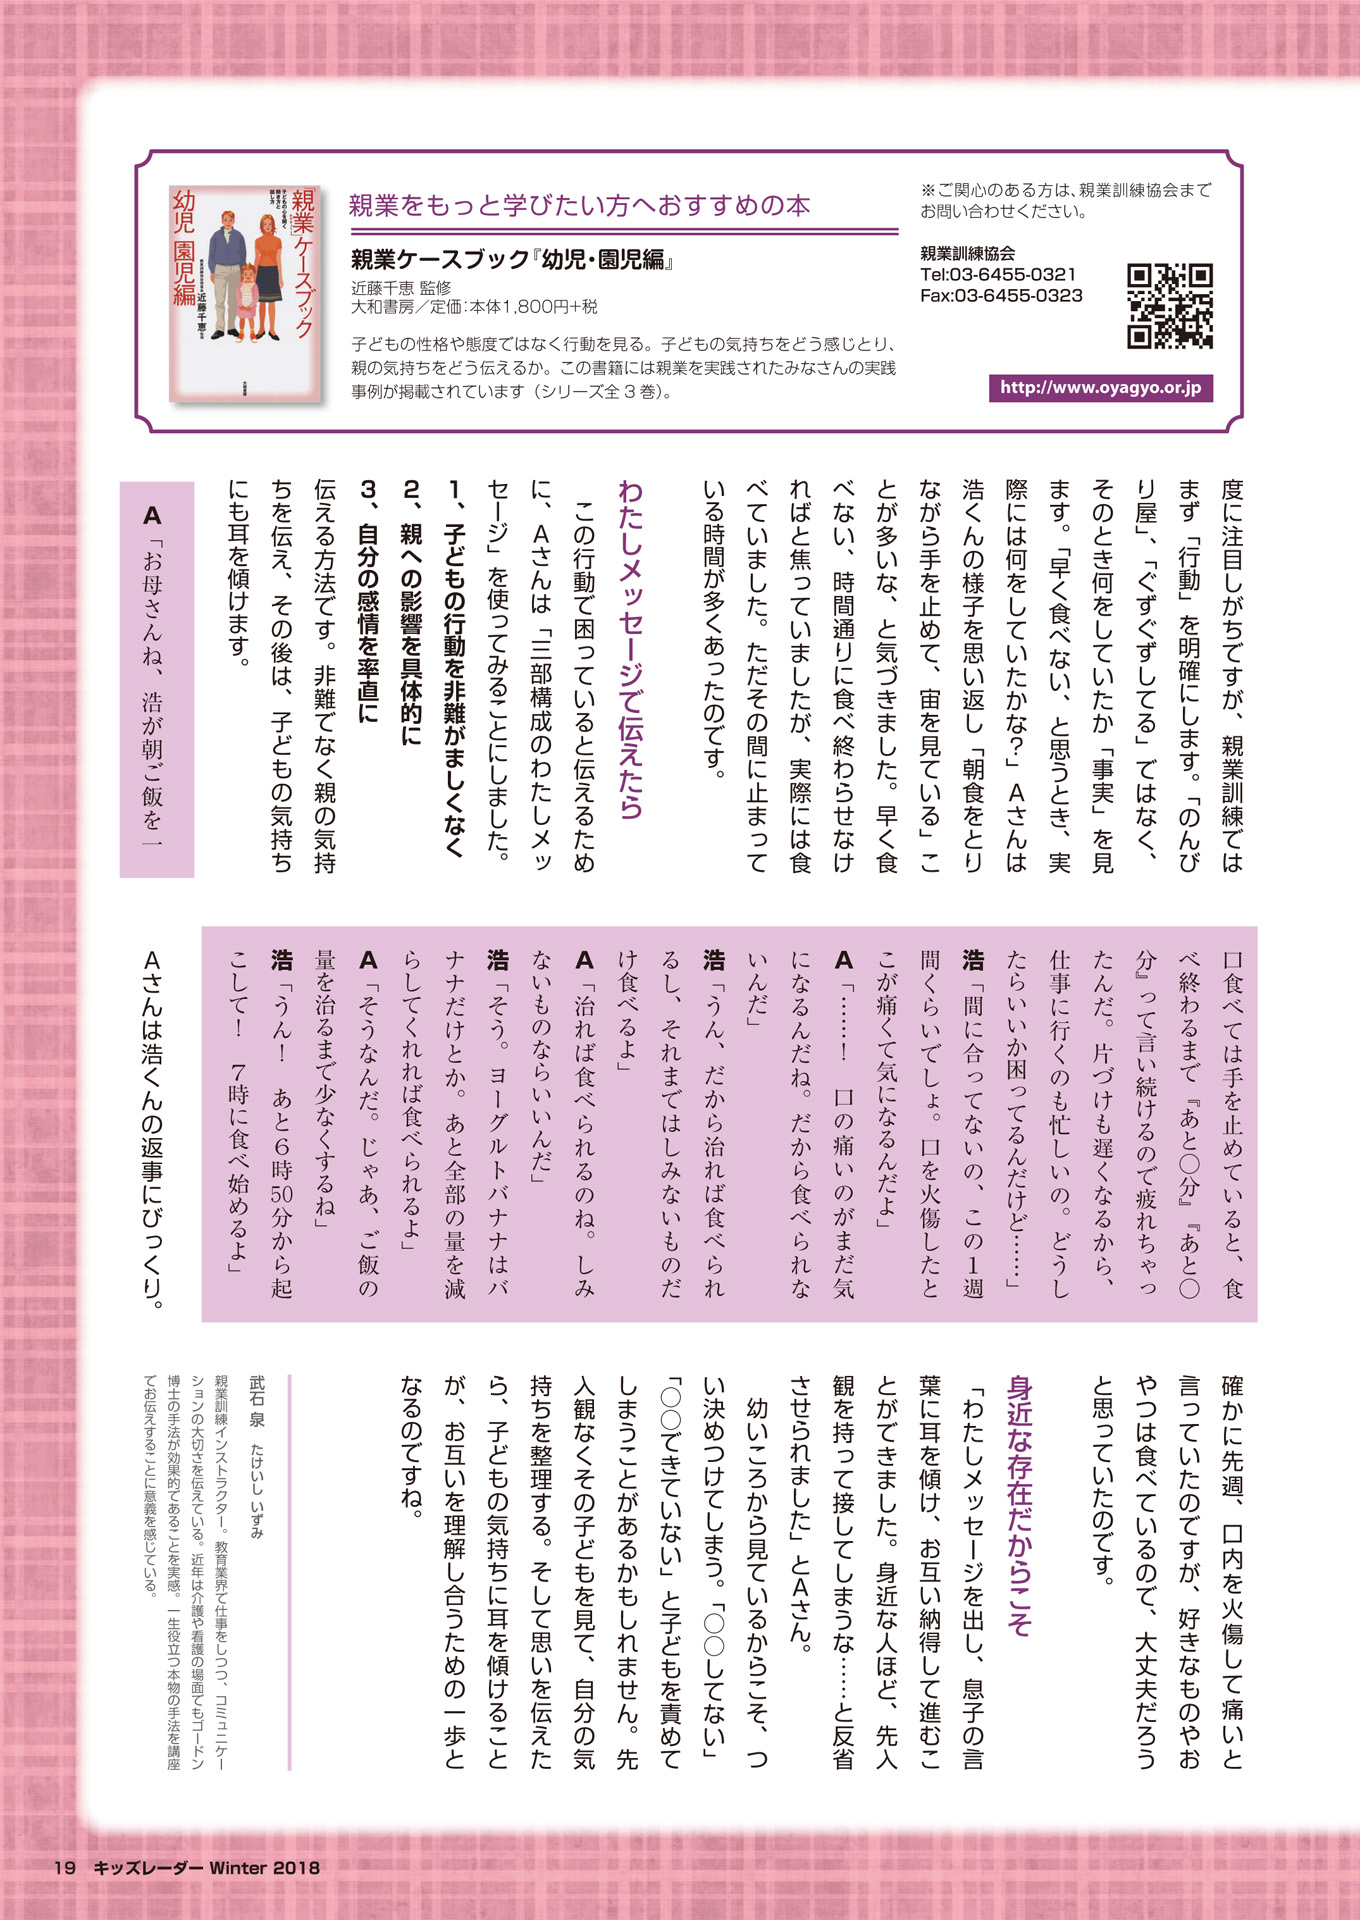 親業をもっと学びたい方へおすすめの本
親業ケースブック『幼児・園児編』
近藤千恵 監修
大和書房／定価：本体1,800円+税
子どもの性格や態度ではなく行動を見る。子どもの気持ちをどう感じとり、
親の気持ちをどう伝えるか。この書籍には親業を実践されたみなさんの実践
事例が掲載されています（シリーズ全３巻）。
「親業」ケースブック
子どもの心を開く
聞き方と
話し方
幼児 園児編
近藤千恵
大和書房
※ご関心のある方は、親業訓練協会まで
お問い合わせください。
親業訓練協会
Tel:03-6455-0321
Fax:03-6455-0323
http://www.oyagyo.or.jp
度に注目しがちですが、親業訓練では
まず「行動」を明確にします。「のんび
り屋」、「ぐずぐずしてる」ではなく、
そのとき何をしていたか「事実」を見
ます。「早く食べない、と思うとき、実
際には何をしていたかな？」Aさんは
浩くんの様子を思い返し「朝食をとり
ながら手を止めて、宙を見ている」こ
とが多いな、と気づきました。早く食
べない、時間通りに食べ終わらせなけ
ればと焦っていましたが、実際には食
べていました。ただその間に止まって
いる時間が多くあったのです。
わたしメッセージで伝えたら
この行動で困っていると伝えるため
に、Aさんは「三部構成のわたしメッ
セージ」を使ってみることにしました。
1、子どもの行動を非難がましくなく
2、親への影響を具体的に
3、自分の感情を率直に
伝える方法です。非難でなく親の気持
ちを伝え、その後は、子どもの気持ち
にも耳を傾けます。
A「お母さんね、浩が朝ご飯を一
口食べては手を止めていると、食
べ終わるまで『あと〇分』『あと〇
分』って言い続けるので疲れちゃっ
たんだ。片づけも遅くなるから、
仕事に行くのも忙しいの。どうし
たらいいか困ってるんだけど……」
浩「間に合ってないの、この１週
間くらいでしょ。口を火傷したと
こが痛くて気になるんだよ」
A「……！　口の痛いのがまだ気
になるんだね。だから食べられな
いんだ」
浩「うん、だから治れば食べられ
るし、それまではしみないものだ
け食べるよ」
A「治れば食べられるのね。しみ
ないものならいいんだ」
浩「そう。ヨーグルトバナナはバ
ナナだけとか。あと全部の量を減
らしてくれれば食べられるよ」
A「そうなんだ。じゃあ、ご飯の
量を治るまで少なくするね」
浩「うん！　あと６時50分から起
こして！　７時に食べ始めるよ」
Aさんは浩くんの返事にびっくり。
確かに先週、口内を火傷して痛いと
言っていたのですが、好きなものやお
やつは食べているので、大丈夫だろう
と思っていたのです。
身近な存在だからこそ
「わたしメッセージを出し、息子の言
葉に耳を傾け、お互い納得して進むこ
とができました。身近な人ほど、先入
観を持って接してしまうな……と反省
させられました」とAさん。
幼いころから見ているからこそ、つ
い決めつけてしまう。「〇〇してない」
「〇〇できていない」と子どもを責めて
しまうことがあるかもしれません。先
入観なくその子どもを見て、自分の気
持ちを整理する。そして思いを伝えた
ら、子どもの気持ちに耳を傾けること
が、お互いを理解し合うための一歩と
なるのですね。
武石 泉　たけいし いずみ
親業訓練インストラクター。教育業界で仕事をしつつ、コミュニケー
ションの大切さを伝えている。近年は介護や看護の場面でもゴードン
博士の手法が効果的であることを実感。一生役立つ本物の手法を講座
でお伝えすることに意義を感じている。
19　キッズレーダー Winter 2018